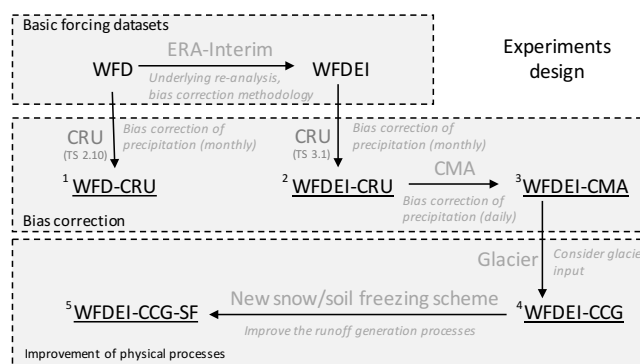 Basic forcing datasets
Experiments
design
WFD
ERA-Interim
WFDEI
Underlying re-analysis,
bias correction methodology
CRU
(TS 2.10)
Bias correction of
precipitation (monthly)
CRU
(TS 3.1)
Bias correction of
precipitation (monthly)
1 WFD-CRU
2 WFDEI-CRU
CMA
Bias correction of
precipitation (daily)
3 WFDEI-CMA
Bias correction
Glacier
Consider glacier
input
5 WFDEI-CCG-SF
New snow/soil freezing scheme
Improve the runoff generation processes
4 WFDEI-CCG
Improvement of physical processes